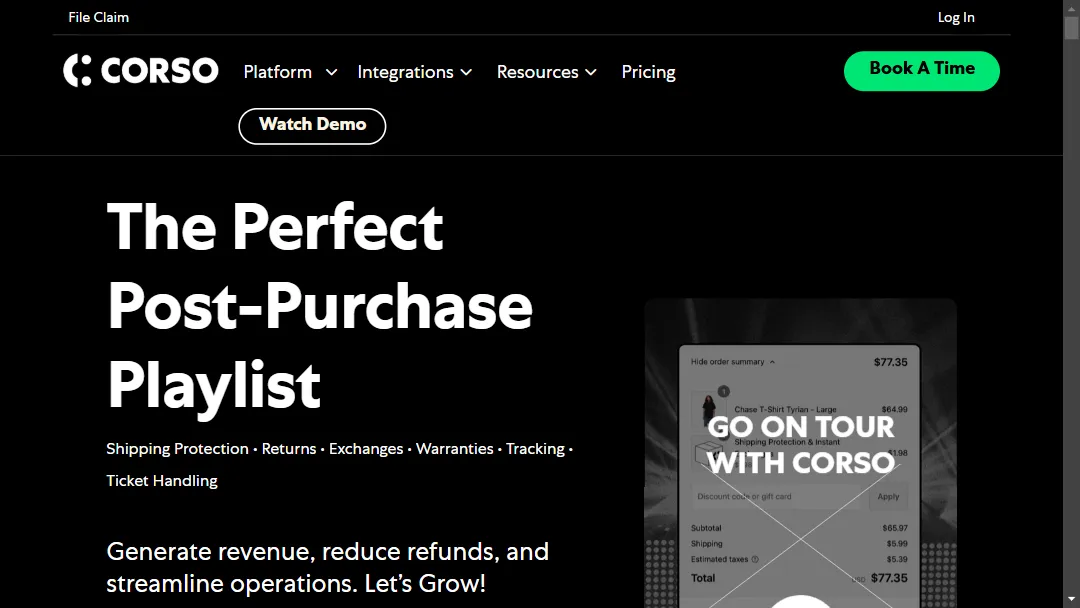 File Claim
Log In
CORSO
Platform
Integrations
Resources
Pricing
Book A Time
Watch Demo
The Perfect
Post-Purchase
Playlist
Shipping Protection • Returns • Exchanges • Warranties • Tracking •
Ticket Handling
Generate revenue, reduce refunds, and
streamline operations. Let’s Grow!
Hide order summary
$77.35
1
Chase T-Shirt Tyrian - Large
$64.99
GO ON TOUR
WITH CORSO
Shipping Protection & Instant
$1.98
Discount code or gift card
Apply
Subtotal
$65.97
Shipping
$5.99
Estimated taxes
$5.39
Total
USD $77.35